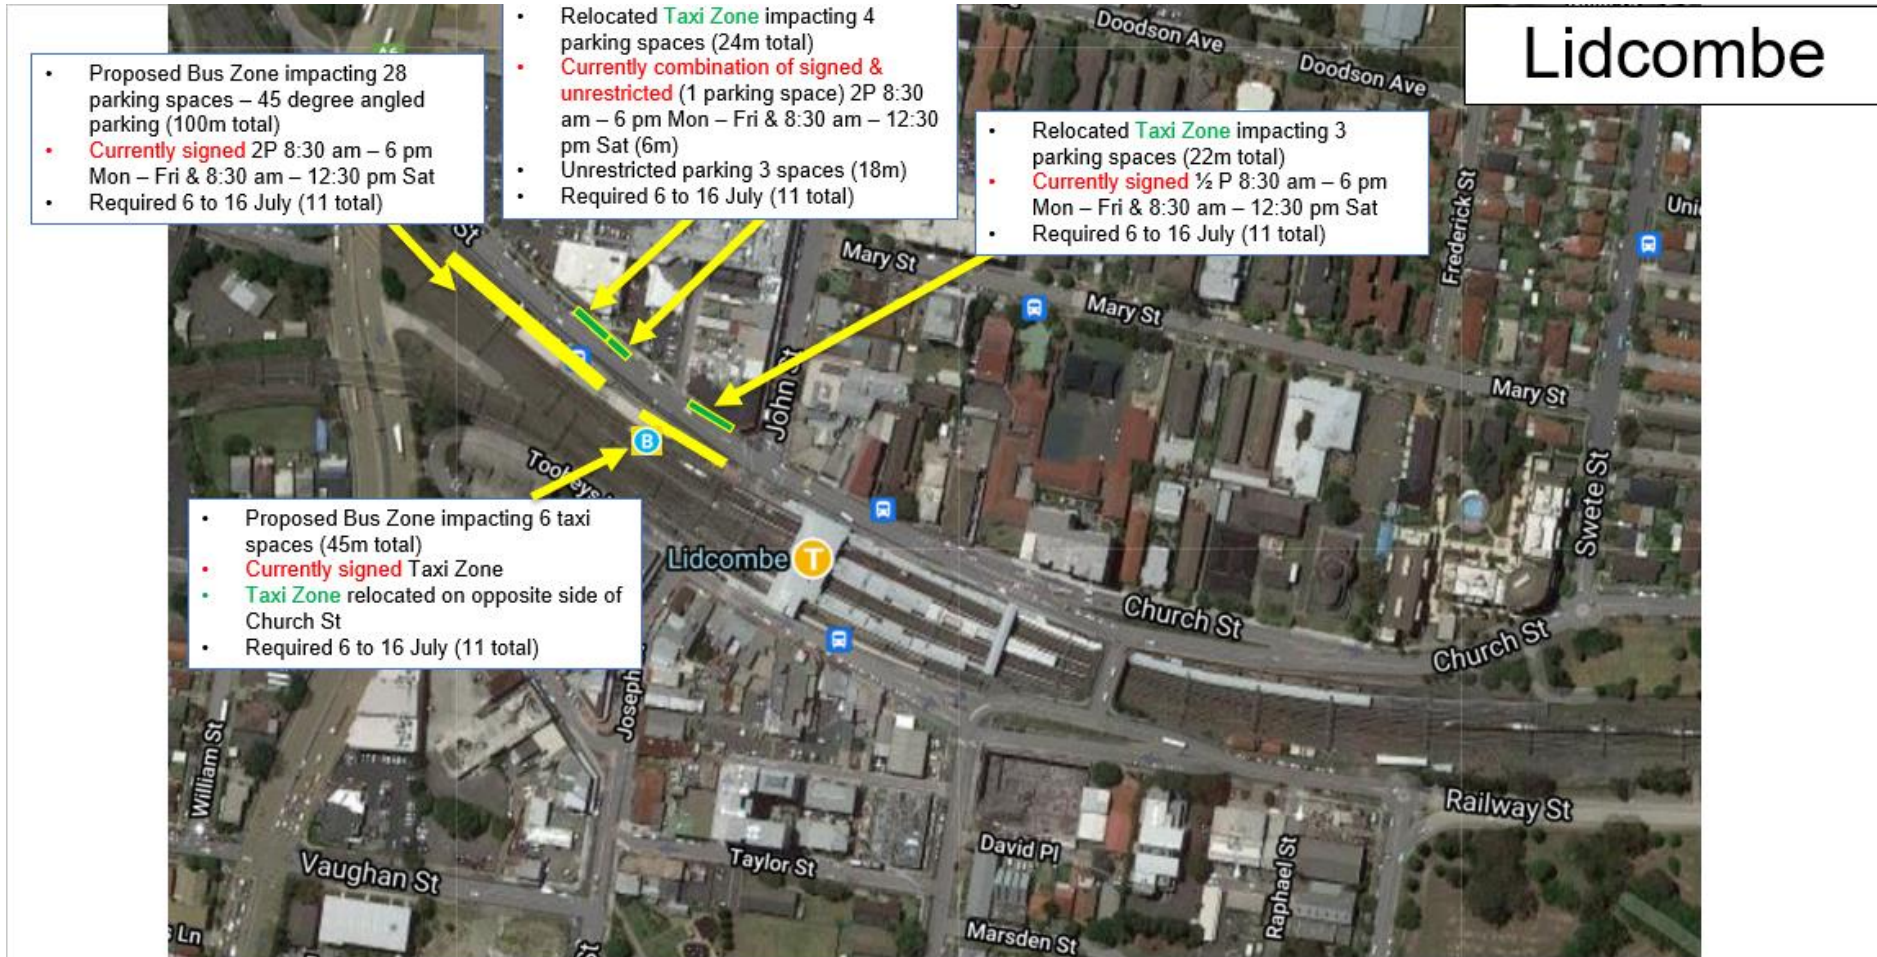 Lidcombe
• Proposed Bus Zone impacting 28
parking spaces – 45 degree angled
parking (100m total)
• Currently signed 2P 8:30 am – 6 pm
Mon – Fri & 8:30 am – 12:30 pm Sat
• Required 6 to 16 July (11 total)
• Relocated Taxi Zone impacting 4
parking spaces (24m total)
• Currently combination of signed &
unrestricted (1 parking space) 2P 8:30
am – 6 pm Mon – Fri & 8:30 am – 12:30
pm Sat (6m)
• Unrestricted parking 3 spaces (18m)
• Required 6 to 16 July (11 total)
• Relocated Taxi Zone impacting 3
parking spaces (22m total)
• Currently signed ½ P 8:30 am – 6 pm
Mon – Fri & 8:30 am – 12:30 pm Sat
• Required 6 to 16 July (11 total)
• Proposed Bus Zone impacting 6 taxi
spaces (45m total)
• Currently signed Taxi Zone
• Taxi Zone relocated on opposite side of
Church St
• Required 6 to 16 July (11 total)
Doodson Ave
Doodson Ave
A6
St
Mary St
Mary St
Mary St
Frederick St
Uni
John St
B
Tooheys
Swete St
Lidcombe
T
Church St
Church St
Joseph
William St
Railway St
David Pl
Taylor St
Vaughan St
Raphael St
Marsden St
s Ln
St